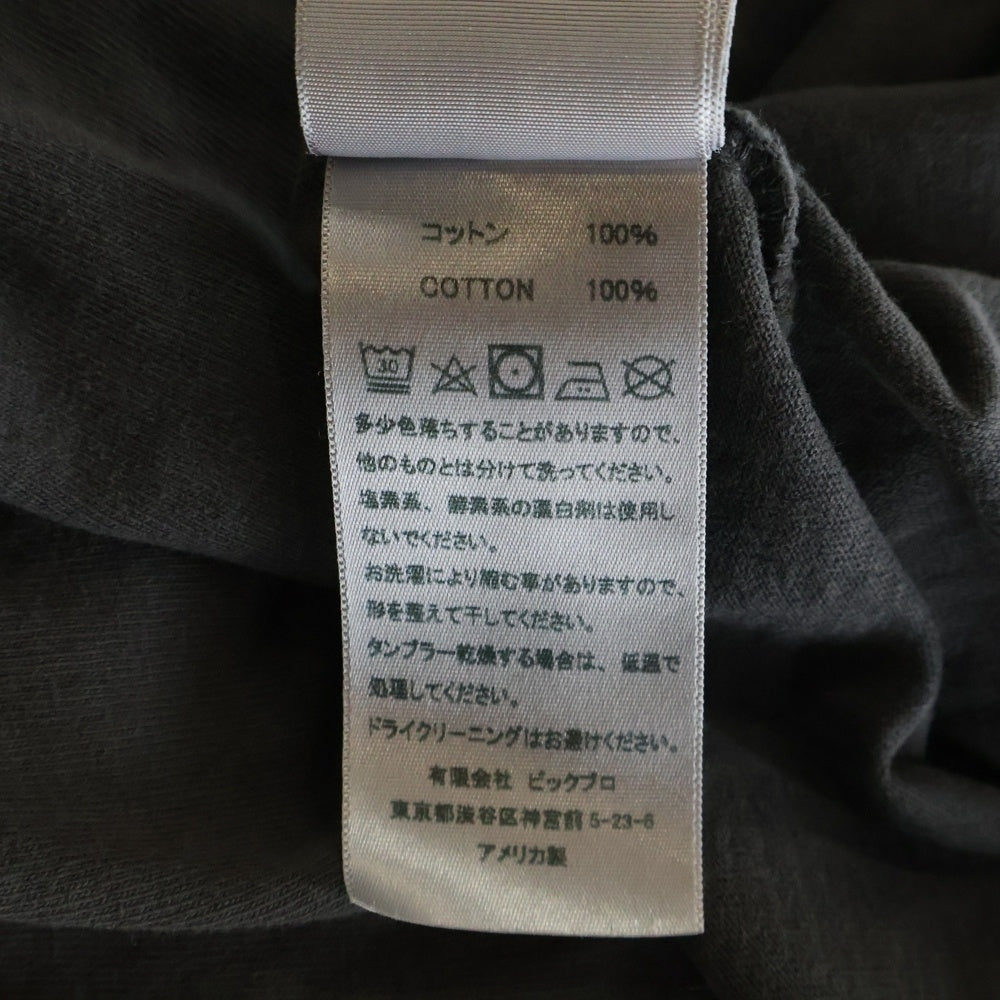 コットン 100%
COTTON 100%
30
多少色落ちすることがありますので、
他のものとは分けて洗ってください。
塩素系、酵素系の漂白剤は使用し
ないでください。
お洗濯により縮む事がありますので、
形を整えて干してください。
タンブラー乾燥する場合は、低温で
処理してください。
ドライクリーニングはお避けください。
有限会社 ビックプロ
東京都渋谷区神宮前 5-23-6
アメリカ製